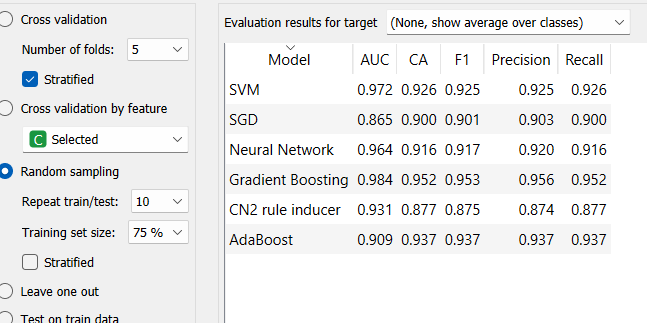 Cross validation
Number of folds: 5
Stratified
Cross validation by feature
C Selected
Random sampling
Repeat train/test: 10
Training set size: 75 %
Stratified
Leave one out
Test on train data
Evaluation results for target (None, show average over classes)
Model AUC CA F1 Precision Recall
SVM 0.972 0.926 0.925 0.925 0.926
SGD 0.865 0.900 0.901 0.903 0.900
Neural Network 0.964 0.916 0.917 0.920 0.916
Gradient Boosting 0.984 0.952 0.953 0.956 0.952
CN2 rule inducer 0.931 0.877 0.875 0.874 0.877
AdaBoost 0.909 0.937 0.937 0.937 0.937